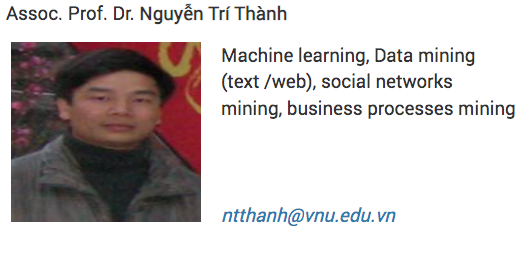 Assoc. Prof. Dr. Nguyễn Trí Thành
Machine learning, Data mining
(text /web), social networks
mining, business processes mining
ntthanh@vnu.edu.vn